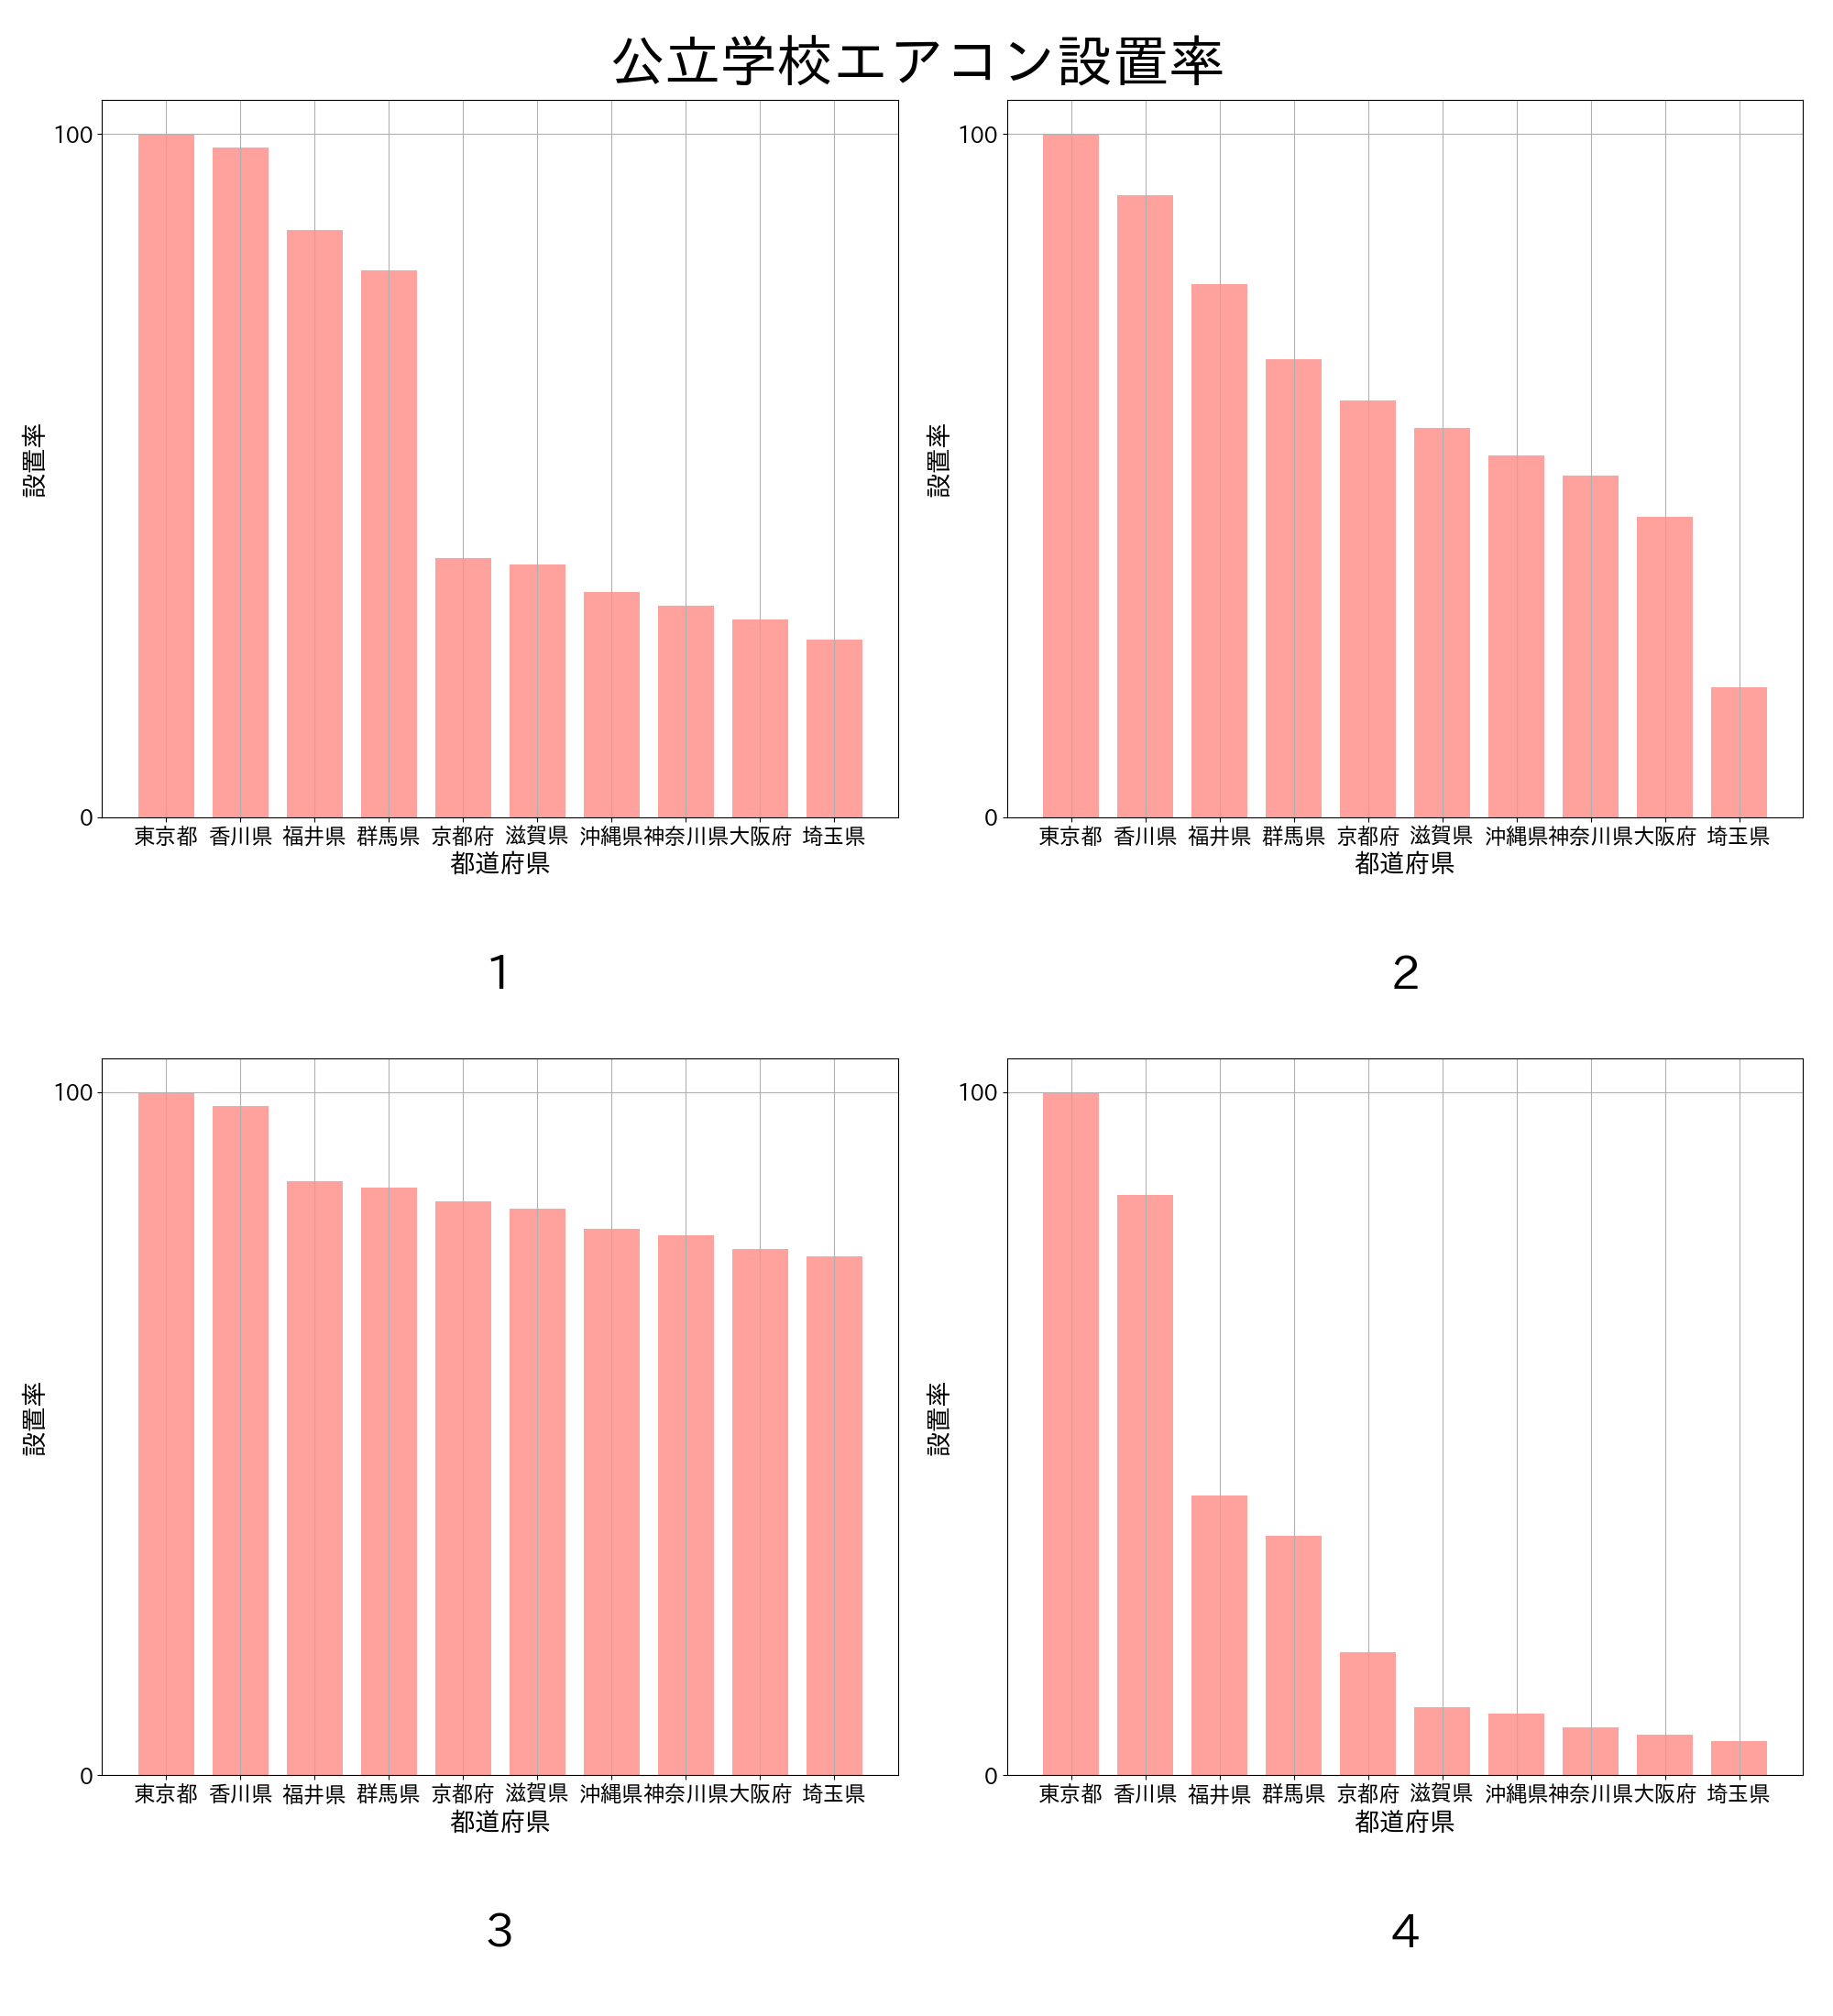 公立学校エアコン設置率
100
設置率
0
東京都 香川県 福井県 群馬県 京都府 滋賀県 沖縄県 神奈川県 大阪府 埼玉県
都道府県
1
100
設置率
0
東京都 香川県 福井県 群馬県 京都府 滋賀県 沖縄県 神奈川県 大阪府 埼玉県
都道府県
2
100
設置率
0
東京都 香川県 福井県 群馬県 京都府 滋賀県 沖縄県 神奈川県 大阪府 埼玉県
都道府県
3
100
設置率
0
東京都 香川県 福井県 群馬県 京都府 滋賀県 沖縄県 神奈川県 大阪府 埼玉県
都道府県
4